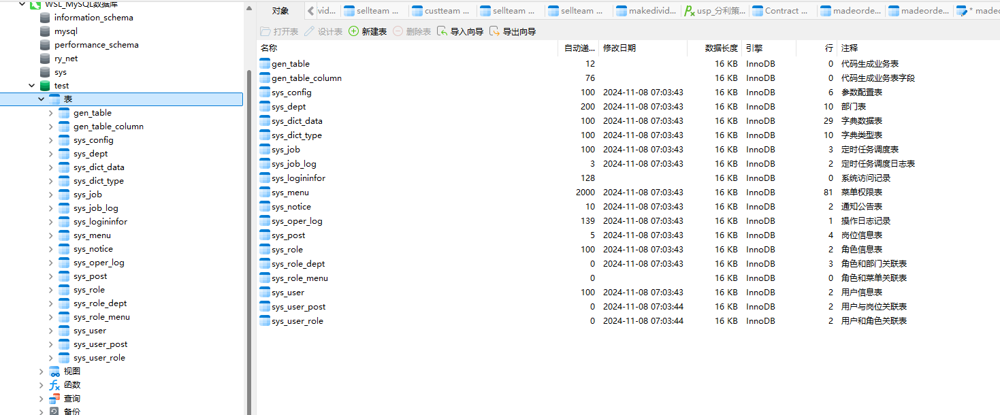 WSL_MySQL数据库
information_schema
mysql
performance_schema
ry_net
sys
test
表
gen_table
gen_table_column
sys_config
sys_dept
sys_dict_data
sys_dict_type
sys_job
sys_job_log
sys_logininfor
sys_menu
sys_notice
sys_oper_log
sys_post
sys_role
sys_role_dept
sys_role_menu
sys_user
sys_user_post
sys_user_role
视图
函数
查询
备份
对象 vid... sellteam ... custteam ... sellteam ... sellteam ... makedivid... usp_分利策... Contract ... madeorde... madeorde... * madeo
打开表 设计表 新建表 删除表 导入向导 导出向导
名称 自动递... 修改日期 数据长度 引擎 行 注释
gen_table 12 16 KB InnoDB 0 代码生成业务表
gen_table_column 76 16 KB InnoDB 0 代码生成业务表字段
sys_config 100 2024-11-08 07:03:43 16 KB InnoDB 6 参数配置表
sys_dept 200 2024-11-08 07:03:43 16 KB InnoDB 10 部门表
sys_dict_data 100 2024-11-08 07:03:43 16 KB InnoDB 29 字典数据表
sys_dict_type 100 2024-11-08 07:03:43 16 KB InnoDB 10 字典类型表
sys_job 100 2024-11-08 07:03:43 16 KB InnoDB 3 定时任务调度表
sys_job_log 3 2024-11-08 07:03:43 16 KB InnoDB 2 定时任务调度日志表
sys_logininfor 128 16 KB InnoDB 0 系统访问记录
sys_menu 2000 2024-11-08 07:03:43 16 KB InnoDB 81 菜单权限表
sys_notice 10 2024-11-08 07:03:43 16 KB InnoDB 2 通知公告表
sys_oper_log 139 2024-11-08 07:03:43 16 KB InnoDB 1 操作日志记录
sys_post 5 2024-11-08 07:03:43 16 KB InnoDB 4 岗位信息表
sys_role 100 2024-11-08 07:03:43 16 KB InnoDB 2 角色信息表
sys_role_dept 0 2024-11-08 07:03:43 16 KB InnoDB 3 角色和部门关联表
sys_role_menu 0 16 KB InnoDB 0 角色和菜单关联表
sys_user 100 2024-11-08 07:03:43 16 KB InnoDB 2 用户信息表
sys_user_post 0 2024-11-08 07:03:44 16 KB InnoDB 2 用户与岗位关联表
sys_user_role 0 2024-11-08 07:03:44 16 KB InnoDB 2 用户和角色关联表